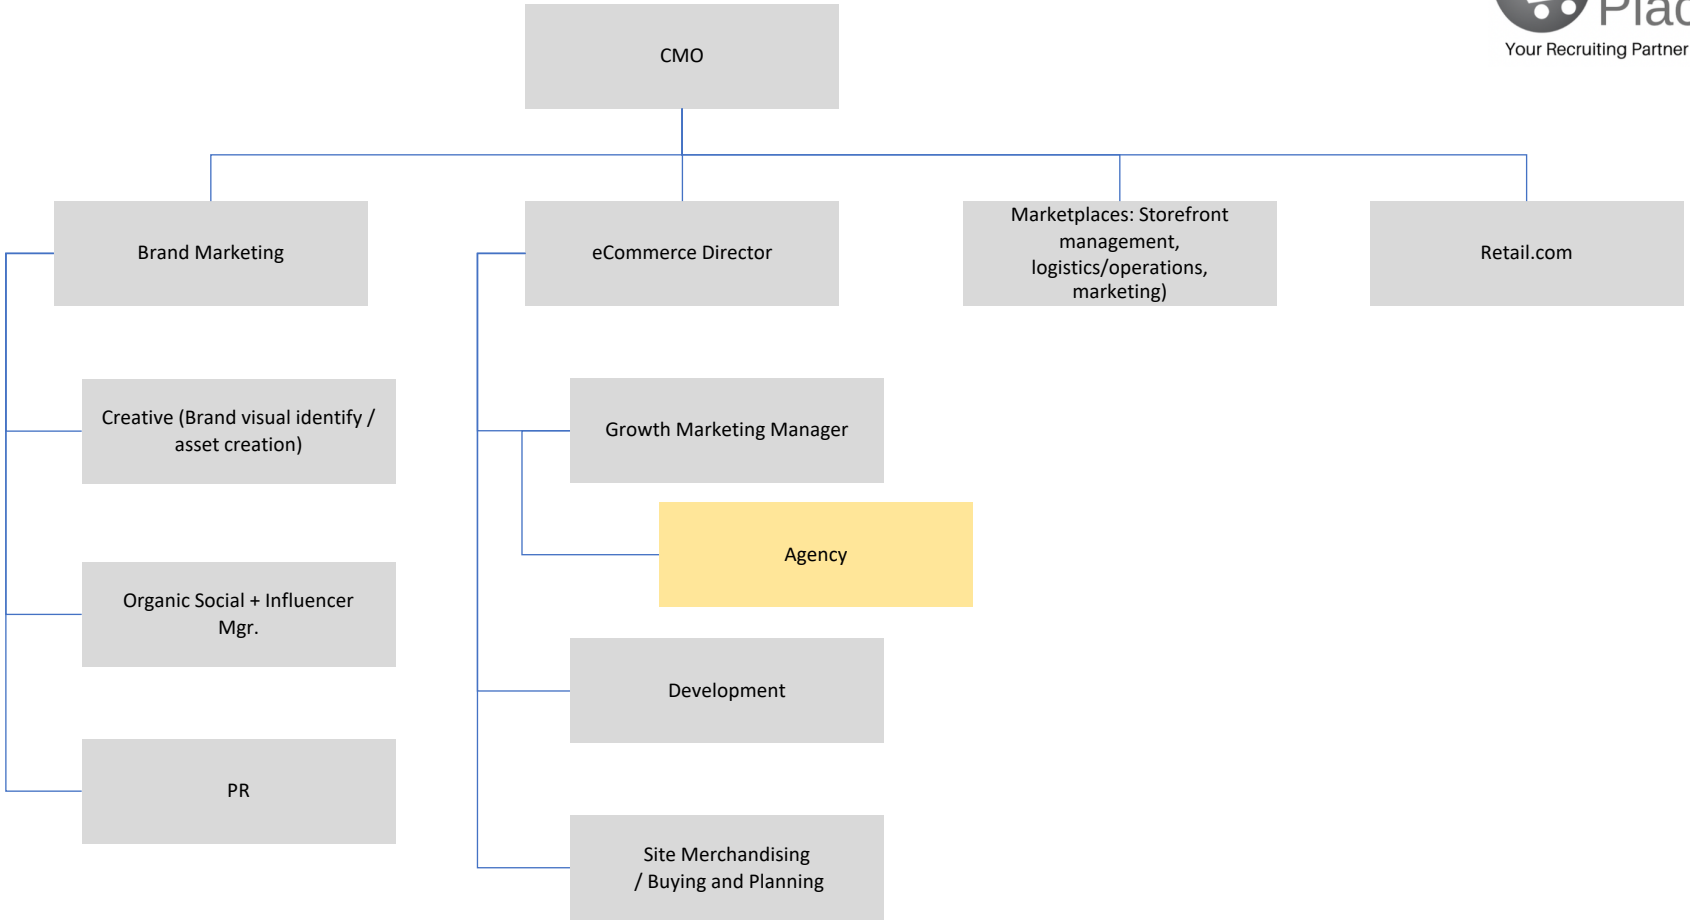 Your Recruiting Partner
CMO
Brand Marketing
eCommerce Director
Marketplaces: Storefront
management,
logistics/operations,
marketing)
Retail.com
Creative (Brand visual identify /
asset creation)
Growth Marketing Manager
Agency
Organic Social + Influencer
Mgr.
Development
PR
Site Merchandising
/ Buying and Planning